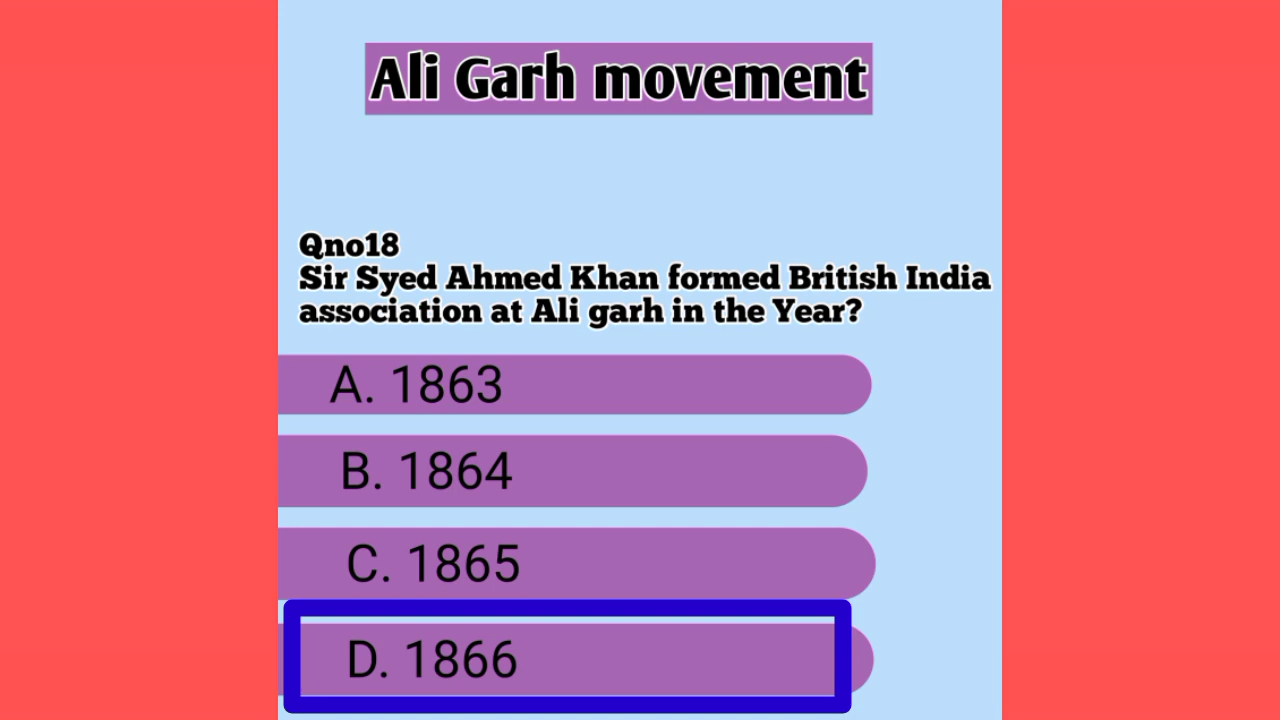 Ali Garh movement
Qno18
Sir Syed Ahmed Khan formed British India
association at Ali garh in the Year?
A. 1863
B. 1864
C. 1865
D. 1866